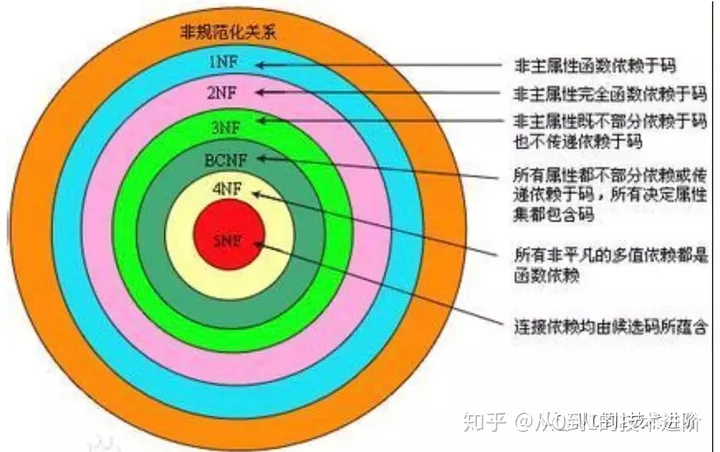 非规范化关系
1NF
2NF
3NF
BCNF
4NF
5NF
非主属性函数依赖于码
非主属性完全函数依赖于码
非主属性既不部分依赖于码
也不传递依赖于码
所有属性都不部分依赖或传
递依赖于码，所有决定属性
集都包含码
所有非平凡的多值依赖都是
函数依赖
连接依赖均由候选码所蕴含
知乎 @从0到1的技术进阶